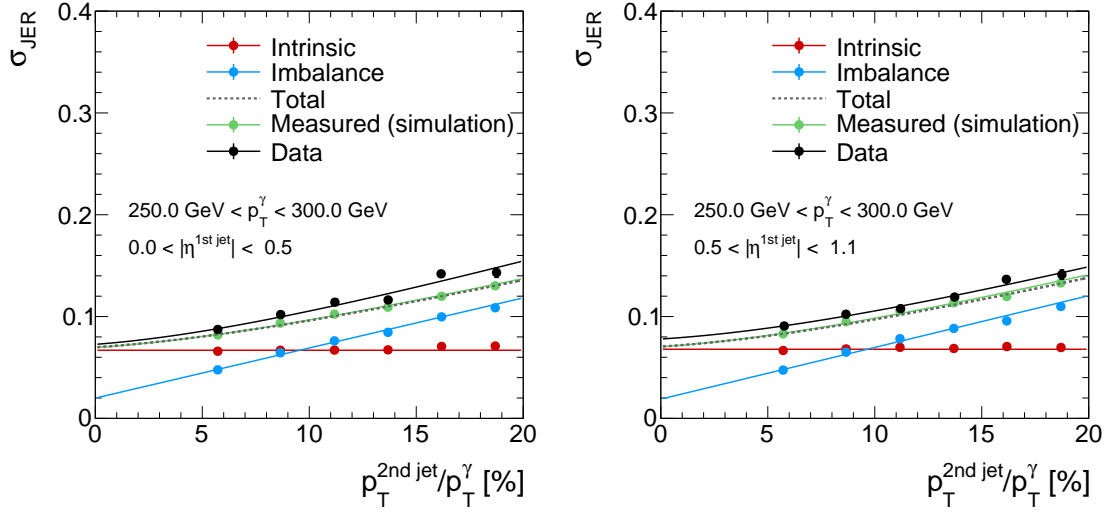 σ_JER
0.4
0.3
0.2
0.1
0
Intrinsic
Imbalance
Total
Measured (simulation)
Data
250.0 GeV < p_T^γ < 300.0 GeV
0.0 < |η^{1st jet}| < 0.5
0 5 10 15 20
p_T^{2nd jet}/p_T^γ [%]
σ_JER
0.4
0.3
0.2
0.1
0
Intrinsic
Imbalance
Total
Measured (simulation)
Data
250.0 GeV < p_T^γ < 300.0 GeV
0.5 < |η^{1st jet}| < 1.1
0 5 10 15 20
p_T^{2nd jet}/p_T^γ [%]